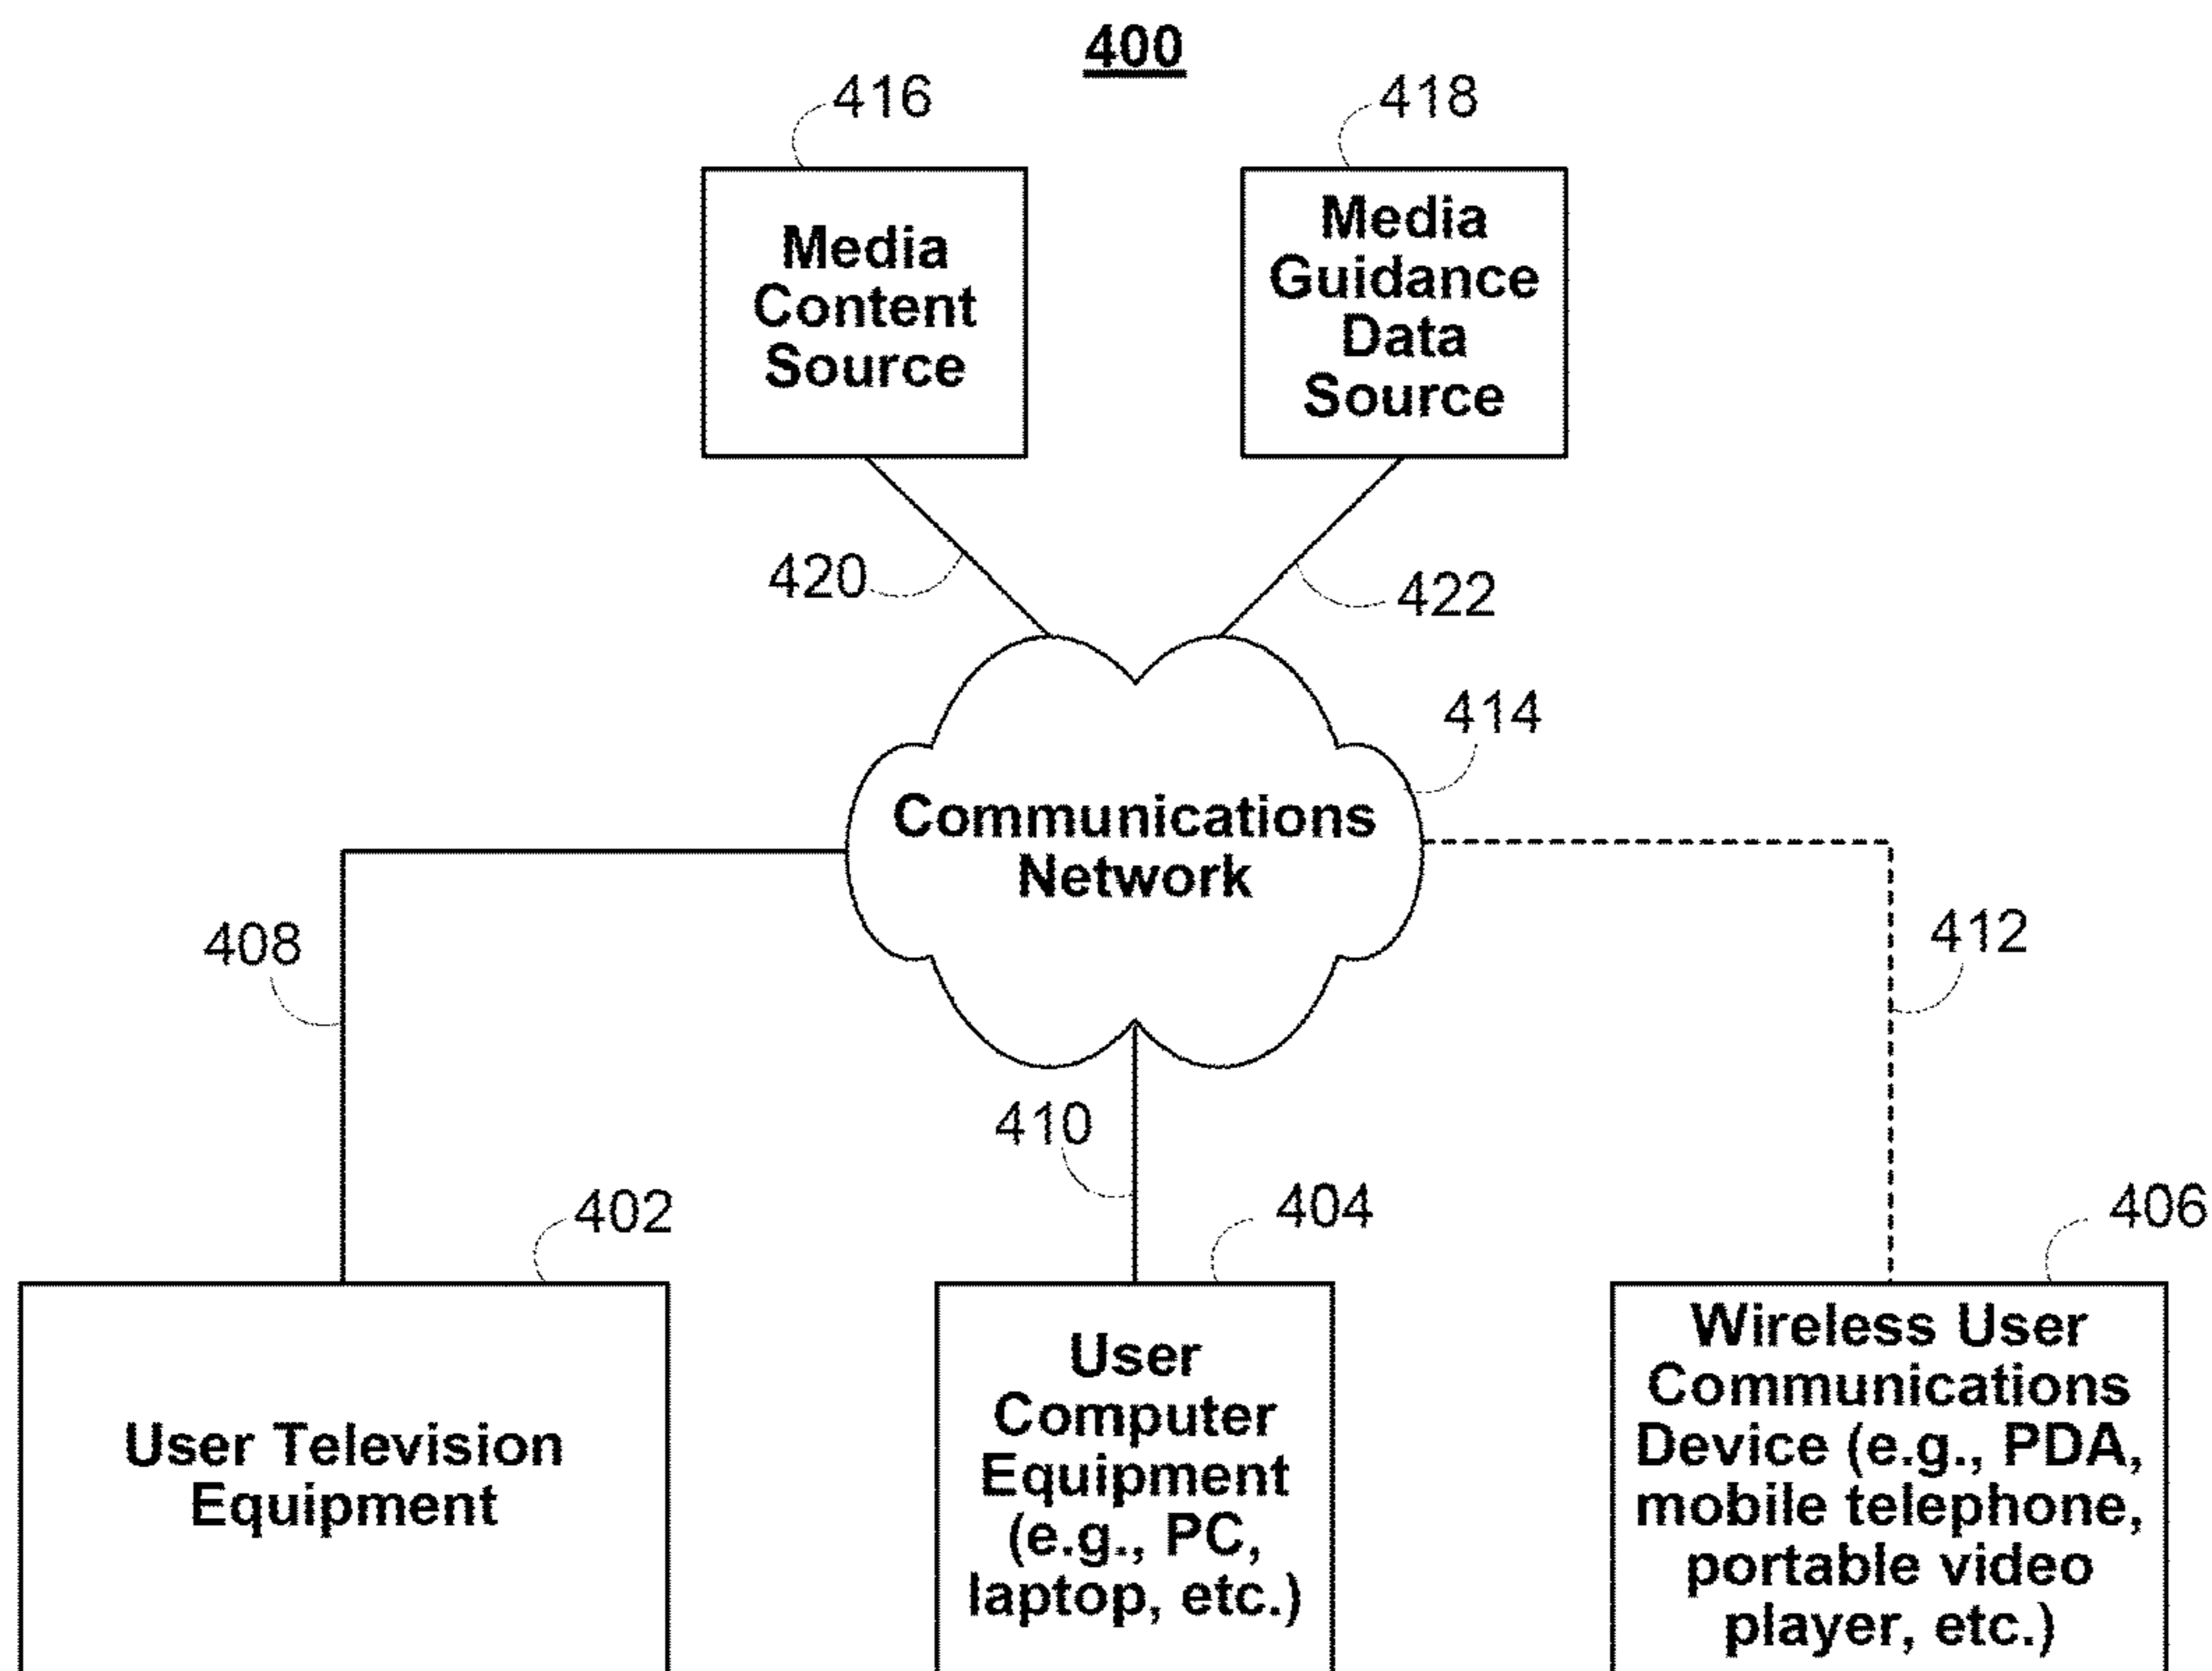 400
416
418
Media
Content
Source
Media
Guidance
Data
Source
420
422
414
Communications
Network
408
412
410
402
404
406
User Television
Equipment
User
Computer
Equipment
(e.g., PC,
laptop, etc.)
Wireless User
Communications
Device (e.g., PDA,
mobile telephone,
portable video
player, etc.)